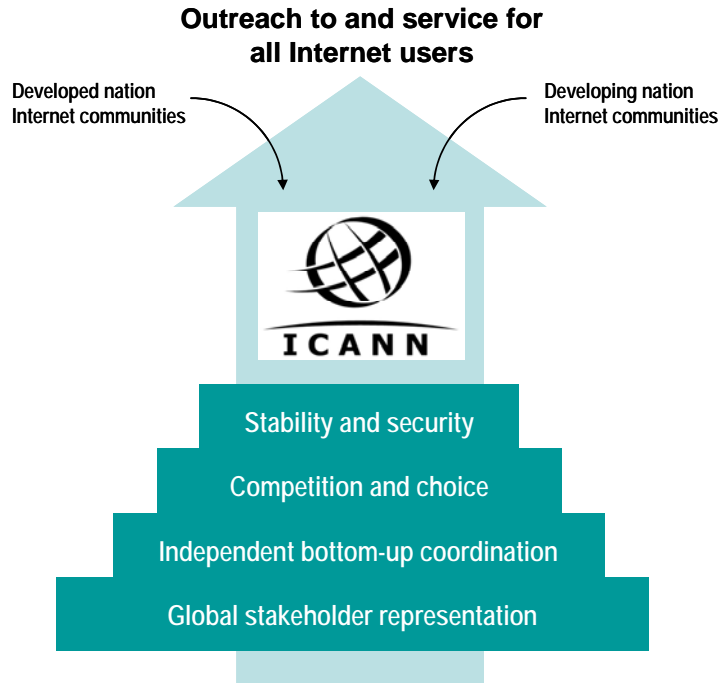 Outreach to and service for
all Internet users
Developed nation
Internet communities
Developing nation
Internet communities
ICANN
Stability and security
Competition and choice
Independent bottom-up coordination
Global stakeholder representation